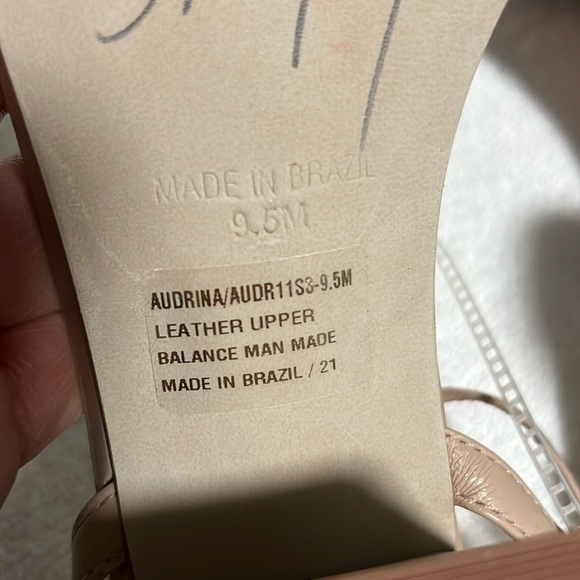 MADE IN BRAZIL
9.5M
AUDRINA/AUDR11S3-9.5M
LEATHER UPPER
BALANCE MAN MADE
MADE IN BRAZIL / 21